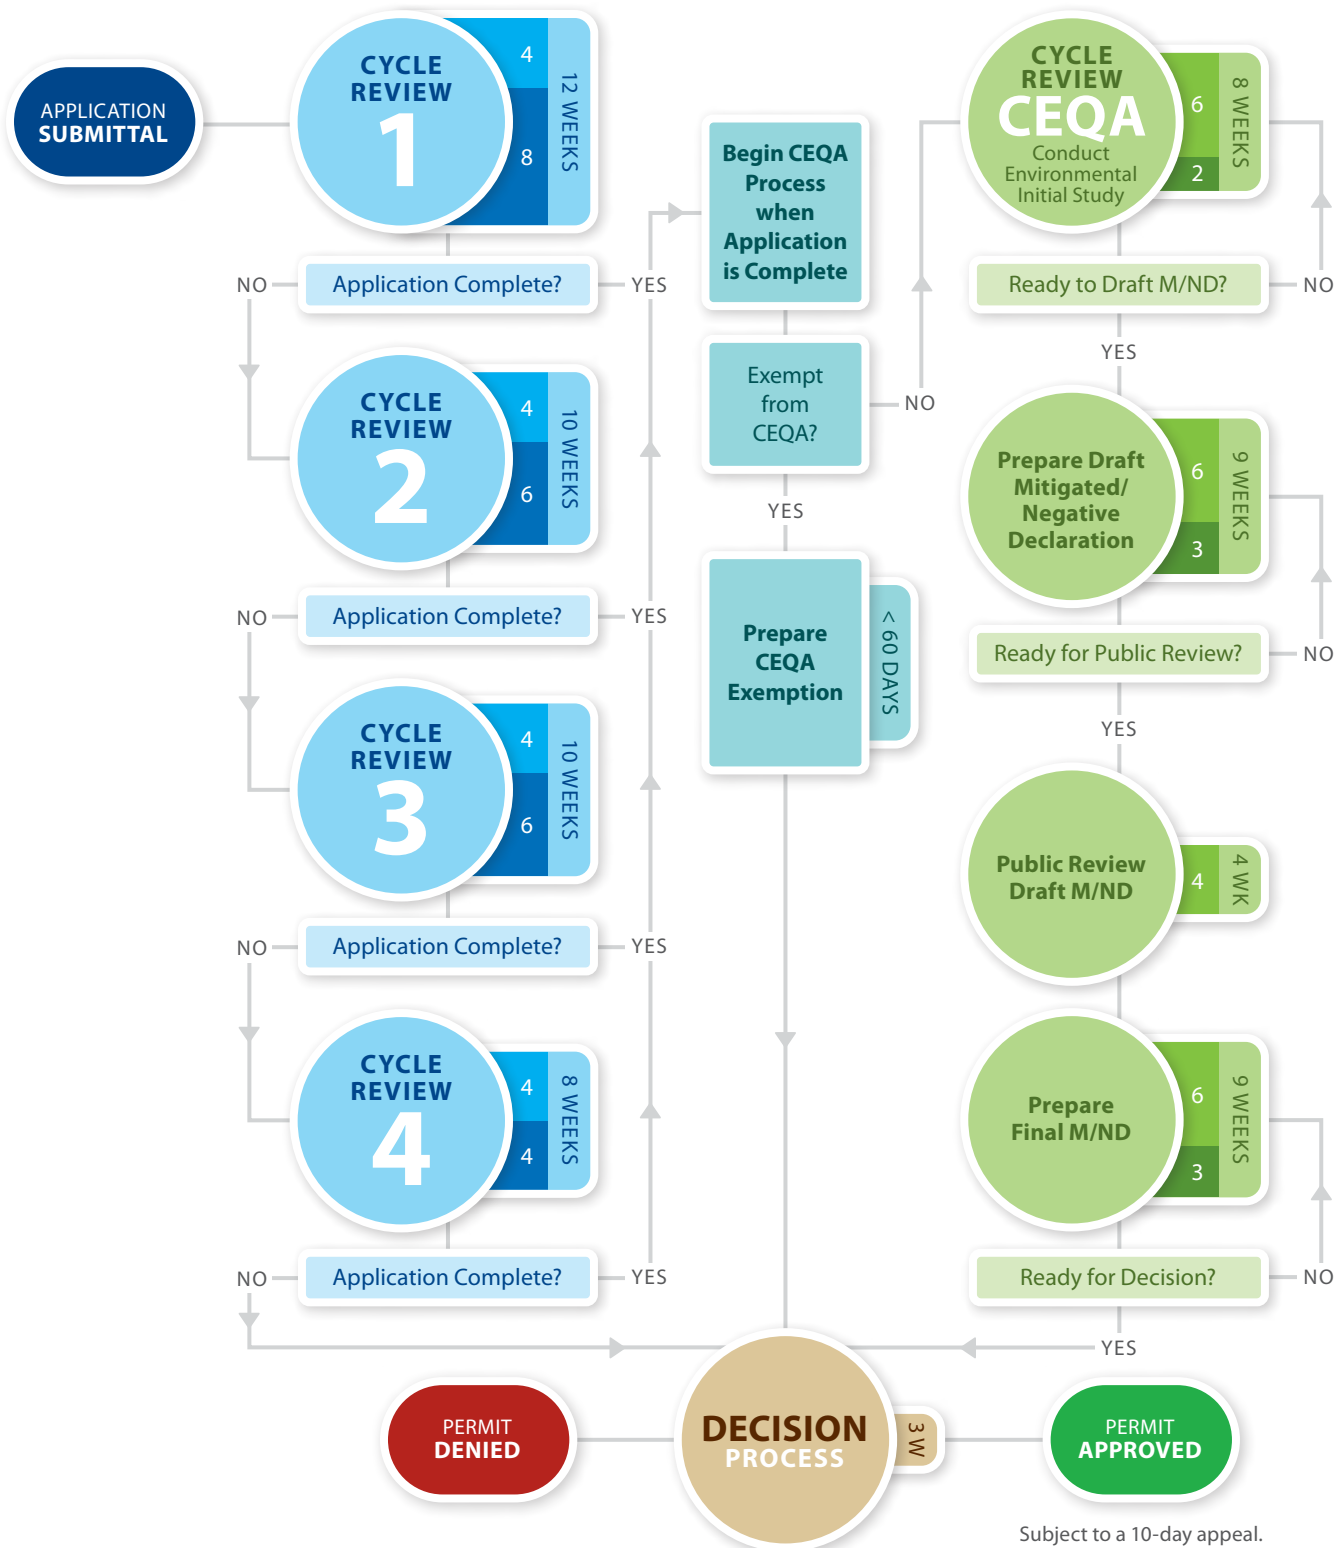 APPLICATION
SUBMITTAL
CYCLE
REVIEW
1
4
8
12 WEEKS
Application Complete?
NO
YES
CYCLE
REVIEW
2
4
6
10 WEEKS
Application Complete?
NO
YES
CYCLE
REVIEW
3
4
6
10 WEEKS
Application Complete?
NO
YES
CYCLE
REVIEW
4
4
4
8 WEEKS
Application Complete?
NO
YES
Begin CEQA
Process
when
Application
is Complete
Exempt
from
CEQA?
NO
YES
Prepare
CEQA
Exemption
< 60 DAYS
CYCLE
REVIEW
CEQA
Conduct
Environmental
Initial Study
6
2
8 WEEKS
Ready to Draft M/ND?
NO
YES
Prepare Draft
Mitigated/
Negative
Declaration
6
3
9 WEEKS
Ready for Public Review?
NO
YES
Public Review
Draft M/ND
4
4 WK
Prepare
Final M/ND
6
3
9 WEEKS
Ready for Decision?
NO
YES
PERMIT
DENIED
DECISION
PROCESS
3 W
PERMIT
APPROVED
Subject to a 10-day appeal.